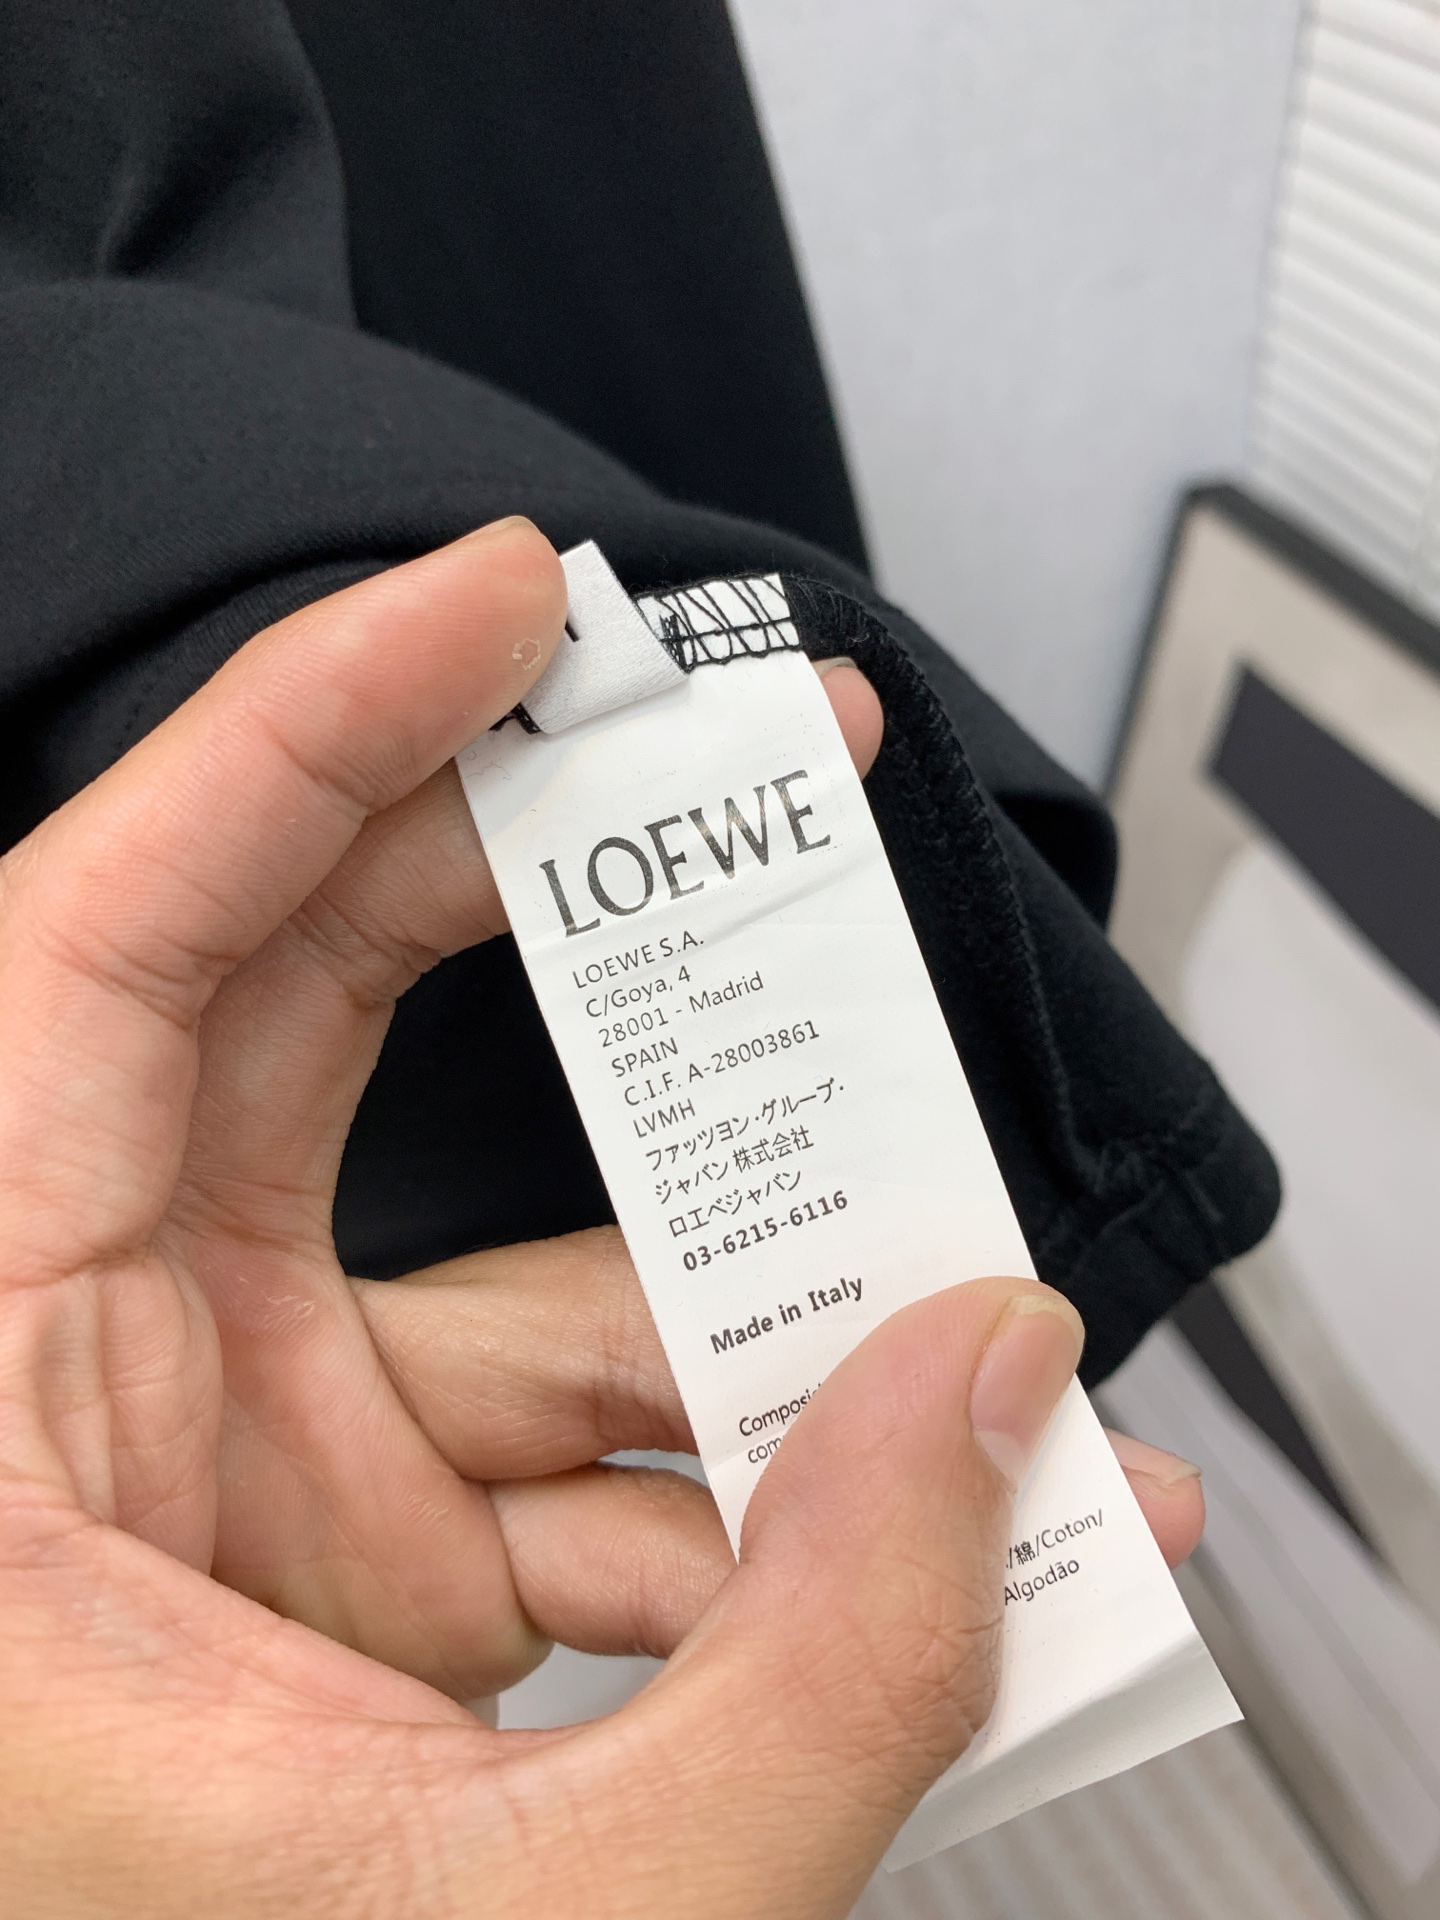 LOEWE
LOEWE S.A.
C/Goya, 4
28001 - Madrid
SPAIN
C.I.F. A-28003861
LVMH
ファッツヨン·グループ·
ジャバン 株式会社
ロエベジャバン
03-6215-6116
Made in Italy
/綿/Coton/
Algodão